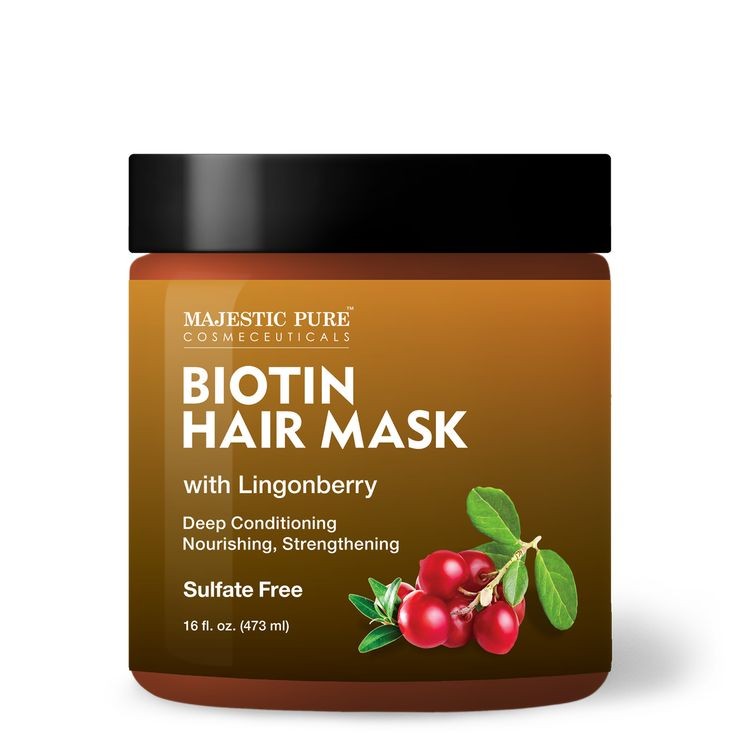 MAJESTIC PURE™
COSMECEUTICALS
BIOTIN
HAIR MASK
with Lingonberry
Deep Conditioning
Nourishing, Strengthening
Sulfate Free
16 fl. oz. (473 ml)